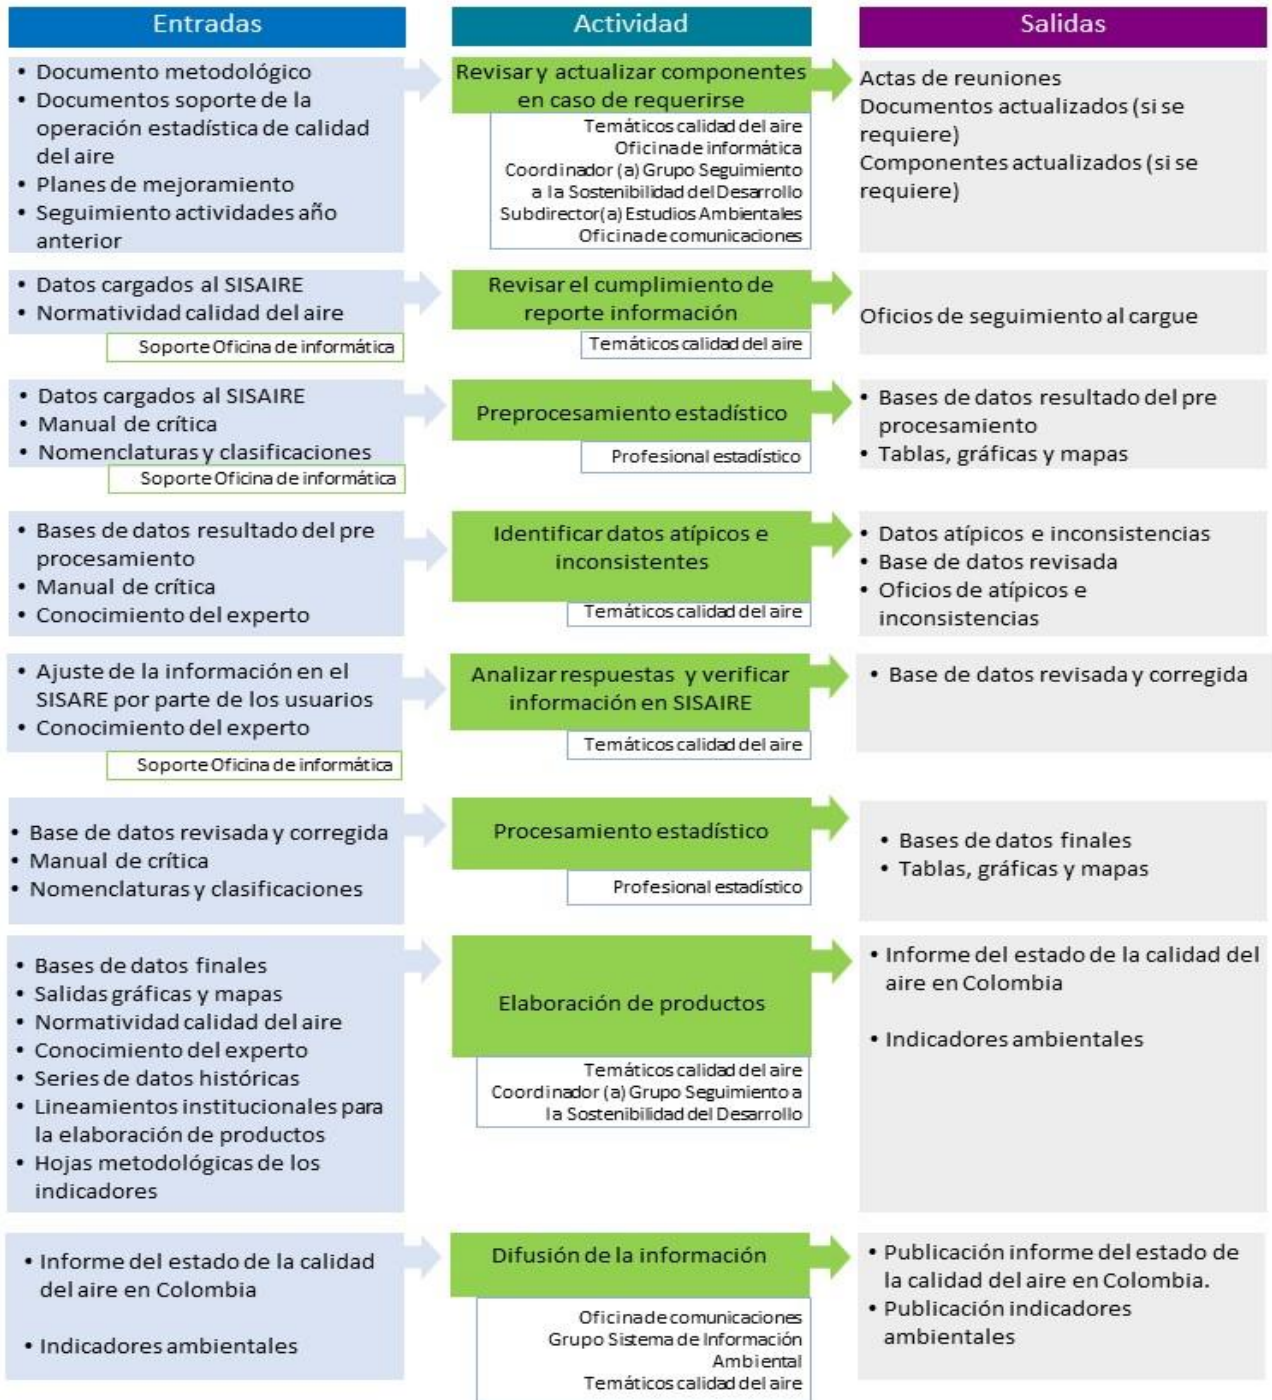 Entradas
Actividad
Salidas
• Documento metodológico
• Documentos soporte de la
operación estadística de calidad
del aire
• Planes de mejoramiento
• Seguimiento actividades año
anterior
Revisar y actualizar componentes
en caso de requerirse
Temáticos calidad del aire
Oficina de informática
Coordinador (a) Grupo Seguimiento
a la Sostenibilidad del Desarrollo
Subdirector(a) Estudios Ambientales
Oficina de comunicaciones
Actas de reuniones
Documentos actualizados (si se
requiere)
Componentes actualizados (si se
requiere)
• Datos cargados al SISAIRE
• Normatividad calidad del aire
Soporte Oficina de informática
Revisar el cumplimiento de
reporte información
Temáticos calidad del aire
Oficios de seguimiento al cargue
• Datos cargados al SISAIRE
• Manual de crítica
• Nomenclaturas y clasificaciones
Soporte Oficina de informática
Preprocesamiento estadístico
Profesional estadístico
• Bases de datos resultado del pre
procesamiento
• Tablas, gráficas y mapas
• Bases de datos resultado del pre
procesamiento
• Manual de crítica
• Conocimiento del experto
Identificar datos atípicos e
inconsistentes
Temáticos calidad del aire
• Datos atípicos e inconsistencias
• Base de datos revisada
• Oficios de atípicos e
inconsistencias
• Ajuste de la información en el
SISARE por parte de los usuarios
• Conocimiento del experto
Soporte Oficina de informática
Analizar respuestas y verificar
información en SISAIRE
Temáticos calidad del aire
• Base de datos revisada y corregida
• Base de datos revisada y corregida
• Manual de crítica
• Nomenclaturas y clasificaciones
Procesamiento estadístico
Profesional estadístico
• Bases de datos finales
• Tablas, gráficas y mapas
• Bases de datos finales
• Salidas gráficas y mapas
• Normatividad calidad del aire
• Conocimiento del experto
• Series de datos históricas
• Lineamientos institucionales para
la elaboración de productos
• Hojas metodológicas de los
indicadores
Elaboración de productos
Temáticos calidad del aire
Coordinador (a) Grupo Seguimiento a
la Sostenibilidad del Desarrollo
• Informe del estado de la calidad del
aire en Colombia
• Indicadores ambientales
• Informe del estado de la calidad
del aire en Colombia
• Indicadores ambientales
Difusión de la información
Oficina de comunicaciones
Grupo Sistema de Información
Ambiental
Temáticos calidad del aire
• Publicación informe del estado de
la calidad del aire en Colombia.
• Publicación indicadores
ambientales